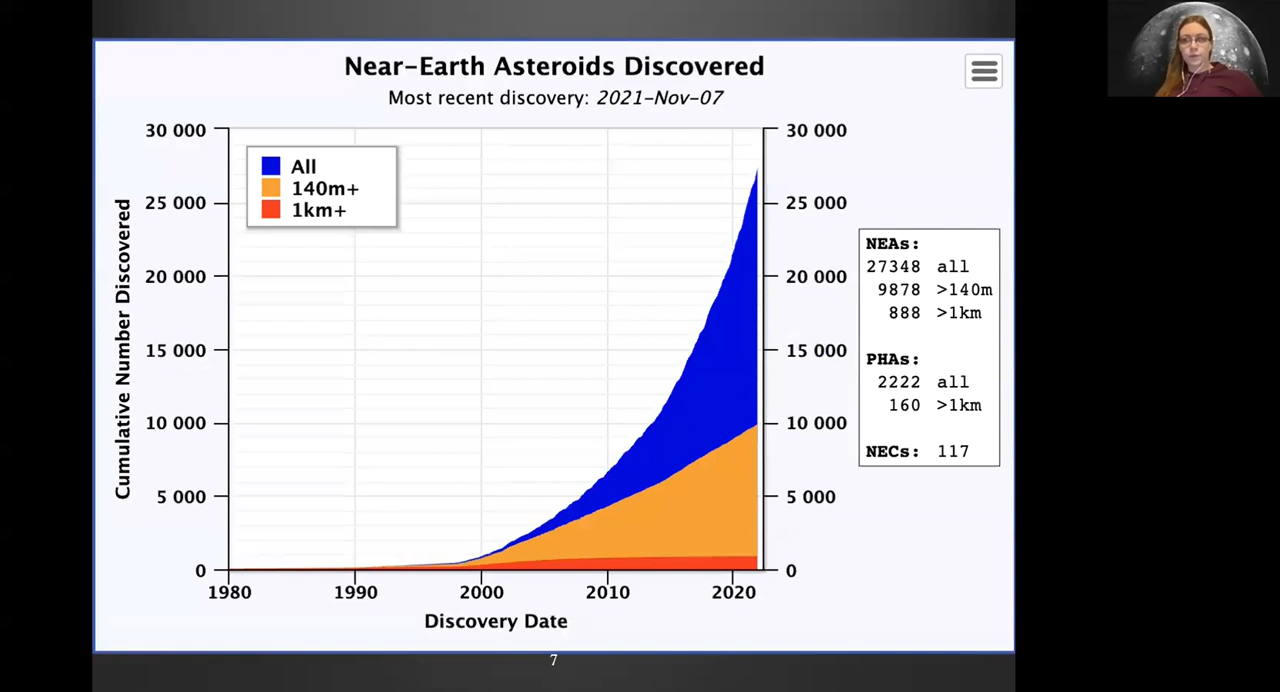 Near-Earth Asteroids Discovered
Most recent discovery: 2021-Nov-07
30 000
25 000
20 000
15 000
10 000
5 000
0
Cumulative Number Discovered
All
140m+
1km+
30 000
25 000
20 000
15 000
10 000
5 000
0
1980
1990
2000
2010
2020
Discovery Date
NEAs:
27348 all
9878 >140m
888 >1km
PHAs:
2222 all
160 >1km
NECs: 117
7